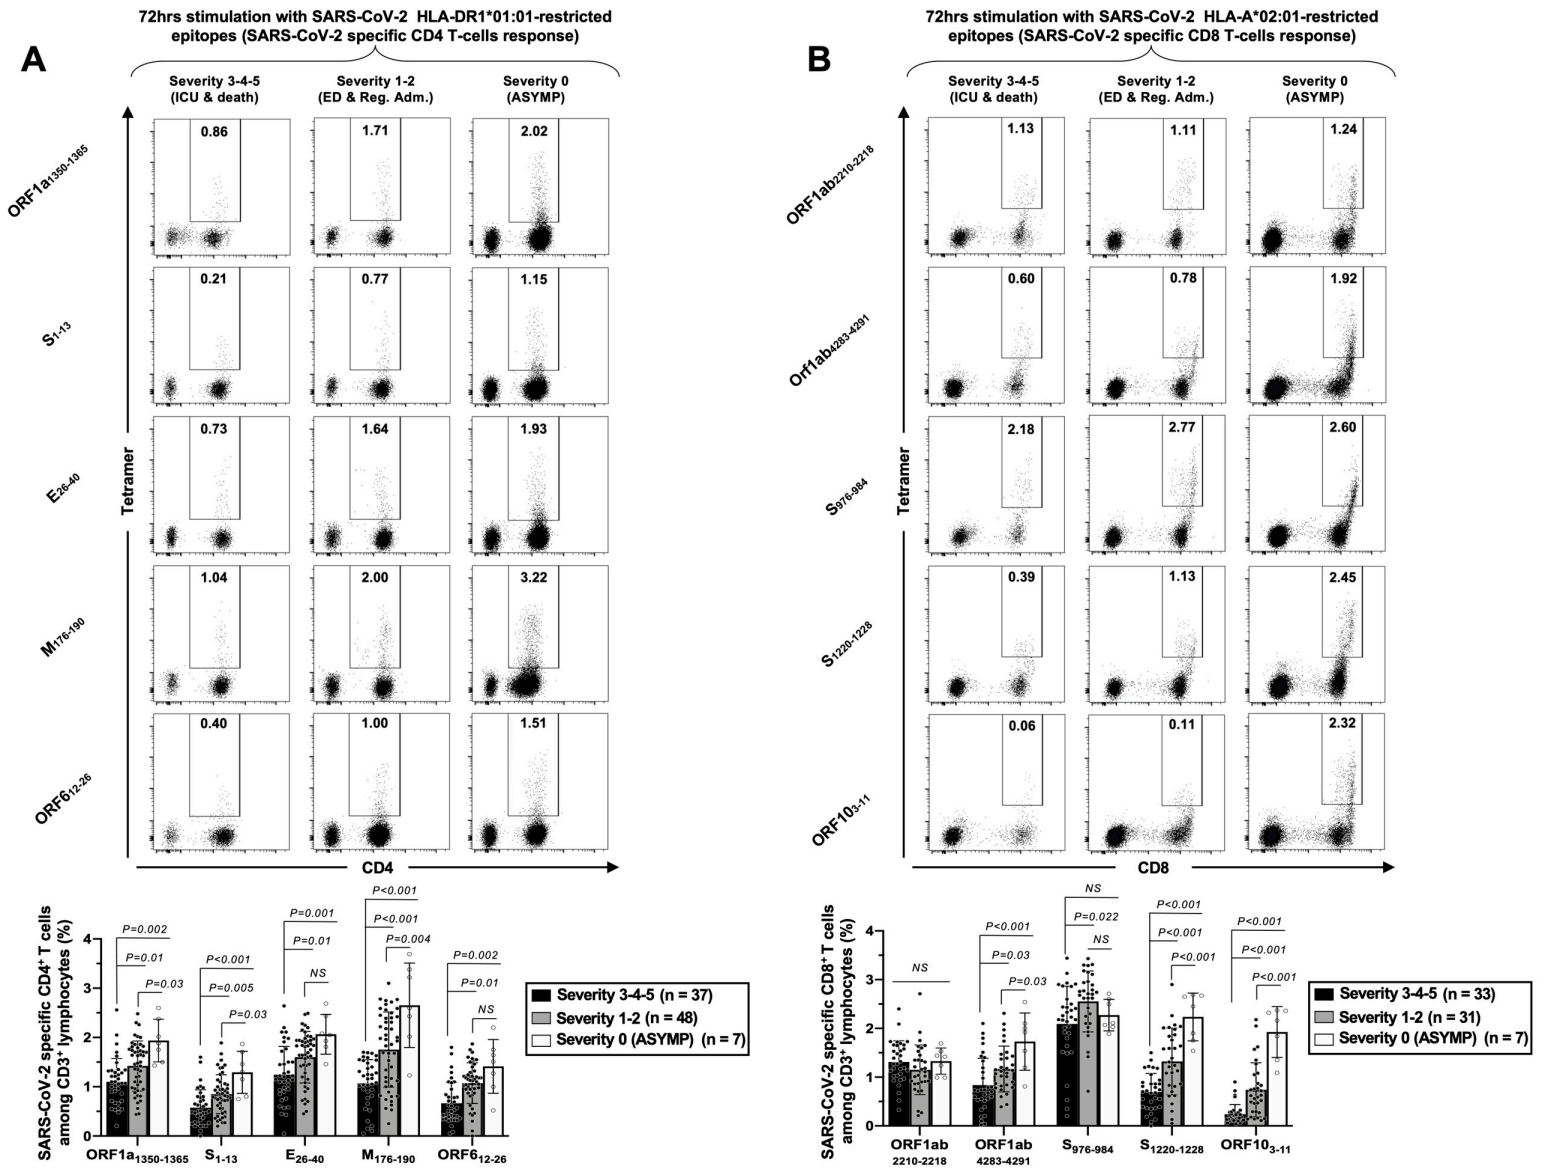 A
72hrs stimulation with SARS-CoV-2 HLA-DR1*01:01-restricted
epitopes (SARS-CoV-2 specific CD4 T-cells response)
Severity 3-4-5
(ICU & death)
Severity 1-2
(ED & Reg. Adm.)
Severity 0
(ASYMP)
ORF1a1350-1365
0.86
1.71
2.02
S1-13
0.21
0.77
1.15
E26-40
0.73
1.64
1.93
M176-190
1.04
2.00
3.22
ORF612-26
0.40
1.00
1.51
Tetramer
CD4
SARS-CoV-2 specific CD4+ T cells
among CD3+ lymphocytes (%)
4
3
2
1
0
P=0.002
P=0.01
P=0.03
P<0.001
P=0.005
P=0.03
P=0.001
P=0.01
NS
P<0.001
P<0.001
P=0.004
P=0.002
P=0.01
NS
ORF1a1350-1365
S1-13
E26-40
M176-190
ORF612-26
Severity 3-4-5 (n = 37)
Severity 1-2 (n = 48)
Severity 0 (ASYMP) (n = 7)
B
72hrs stimulation with SARS-CoV-2 HLA-A*02:01-restricted
epitopes (SARS-CoV-2 specific CD8 T-cells response)
Severity 3-4-5
(ICU & death)
Severity 1-2
(ED & Reg. Adm.)
Severity 0
(ASYMP)
ORF1ab2210-2218
1.13
1.11
1.24
Orf1ab4283-4291
0.60
0.78
1.92
S976-984
2.18
2.77
2.60
S1220-1228
0.39
1.13
2.45
ORF103-11
0.06
0.11
2.32
Tetramer
CD8
SARS-CoV-2 specific CD8+ T cells
among CD3+ lymphocytes (%)
4
3
2
1
0
NS
P<0.001
P=0.03
P=0.03
NS
P=0.022
NS
P<0.001
P<0.001
P<0.001
P<0.001
P<0.001
P<0.001
ORF1ab
2210-2218
ORF1ab
4283-4291
S976-984
S1220-1228
ORF103-11
Severity 3-4-5 (n = 33)
Severity 1-2 (n = 31)
Severity 0 (ASYMP) (n = 7)